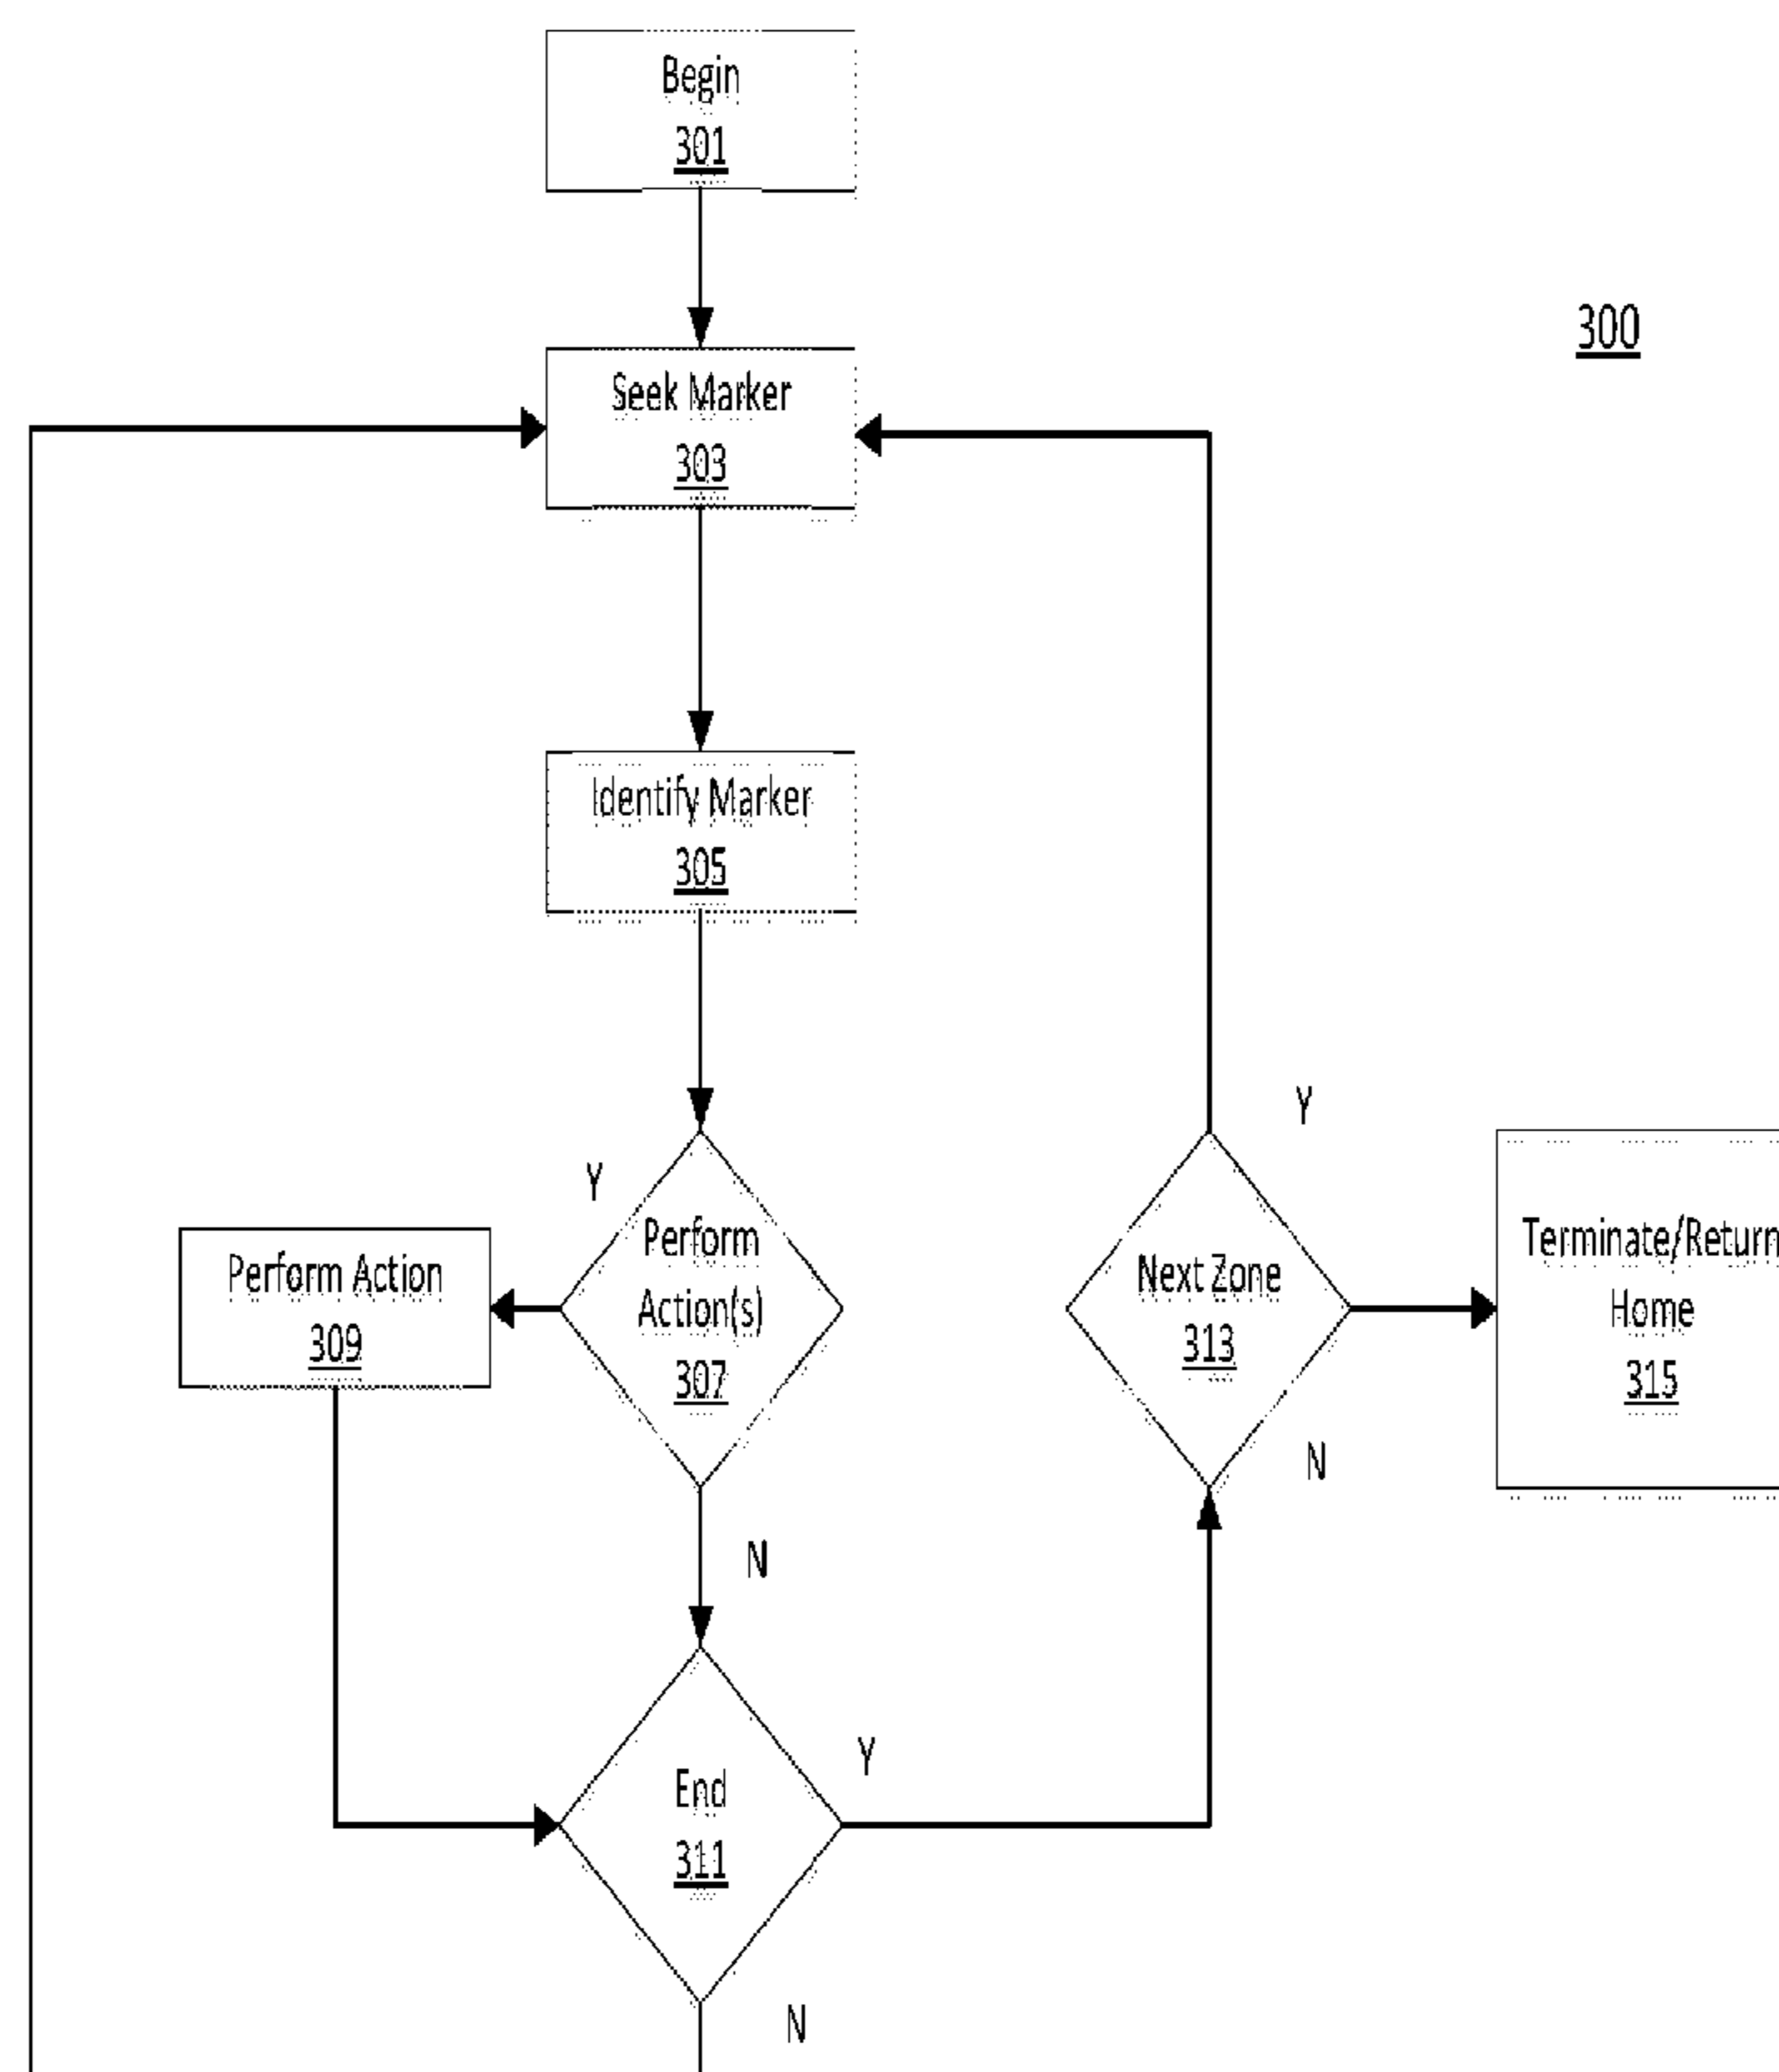 Begin
301
300
Seek Marker
303
Identify Marker
305
Y
Y
Perform Action
309
Perform
Action(s)
307
Next Zone
313
Terminate/Return
Home
315
N
N
Y
End
311
N